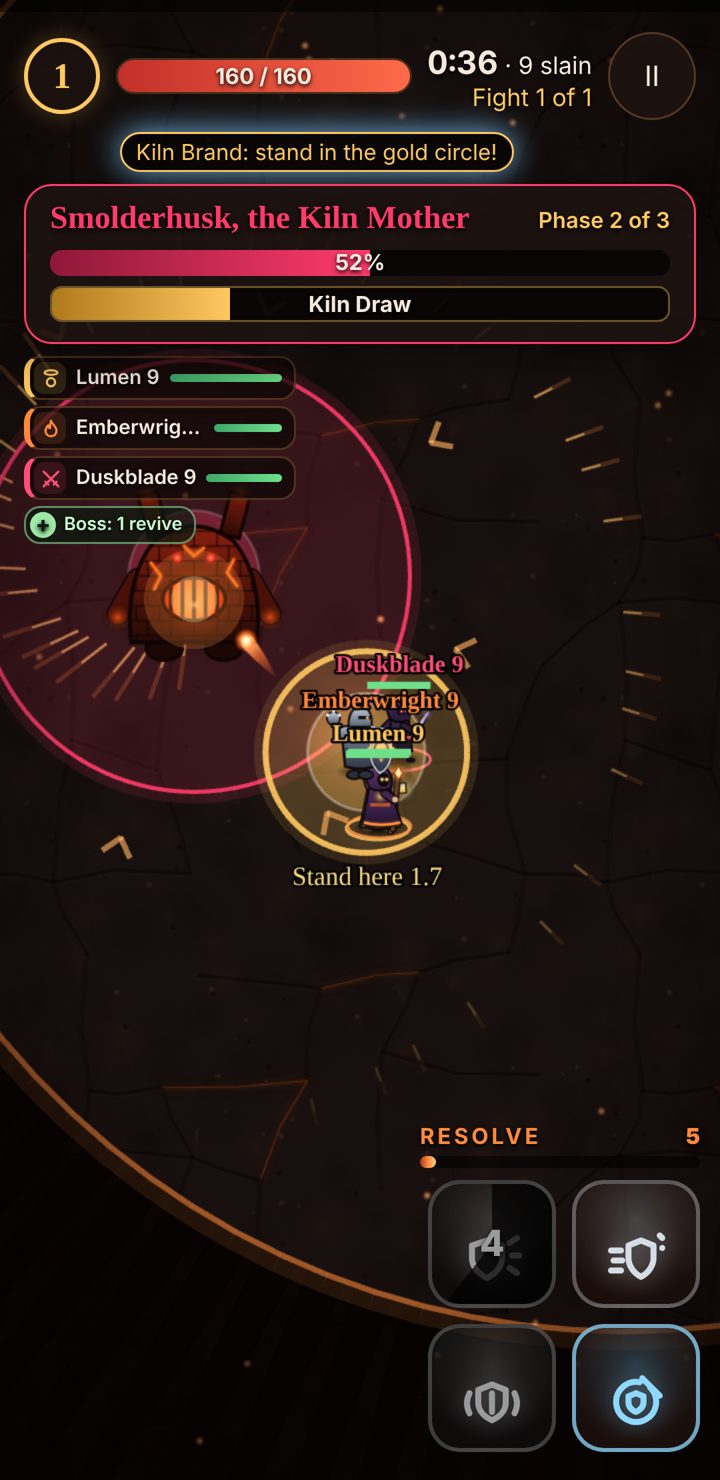 1
160 / 160
0:36 · 9 slain
Fight 1 of 1
Kiln Brand: stand in the gold circle!
Smolderhusk, the Kiln Mother
Phase 2 of 3
52%
Kiln Draw
Lumen 9
Emberwrig...
Duskblade 9
Boss: 1 revive
Duskblade 9
Emberwright 9
Lumen 9
Stand here 1.7
RESOLVE 5
4